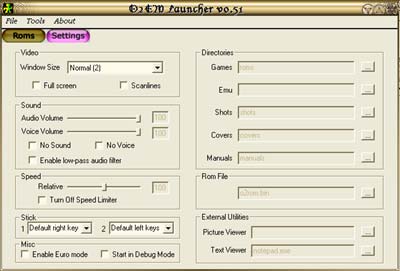 O2EM Launcher v0.51
File Tools About
Roms Settings
Video
Window Size Normal (2)
Full screen Scanlines
Sound
Audio Volume 100
Voice Volume 100
No Sound No Voice
Enable low-pass audio filter
Speed
Relative 100
Turn Off Speed Limiter
Stick
1 Default right key 2 Default left keys
Misc
Enable Euro mode Start in Debug Mode
Directories
Games roms ...
Emu ...
Shots shots ...
Covers covers ...
Manuals manuals ...
Rom File
o2rom.bin ...
External Utilities
Picture Viewer ...
Text Viewer notepad.exe ...